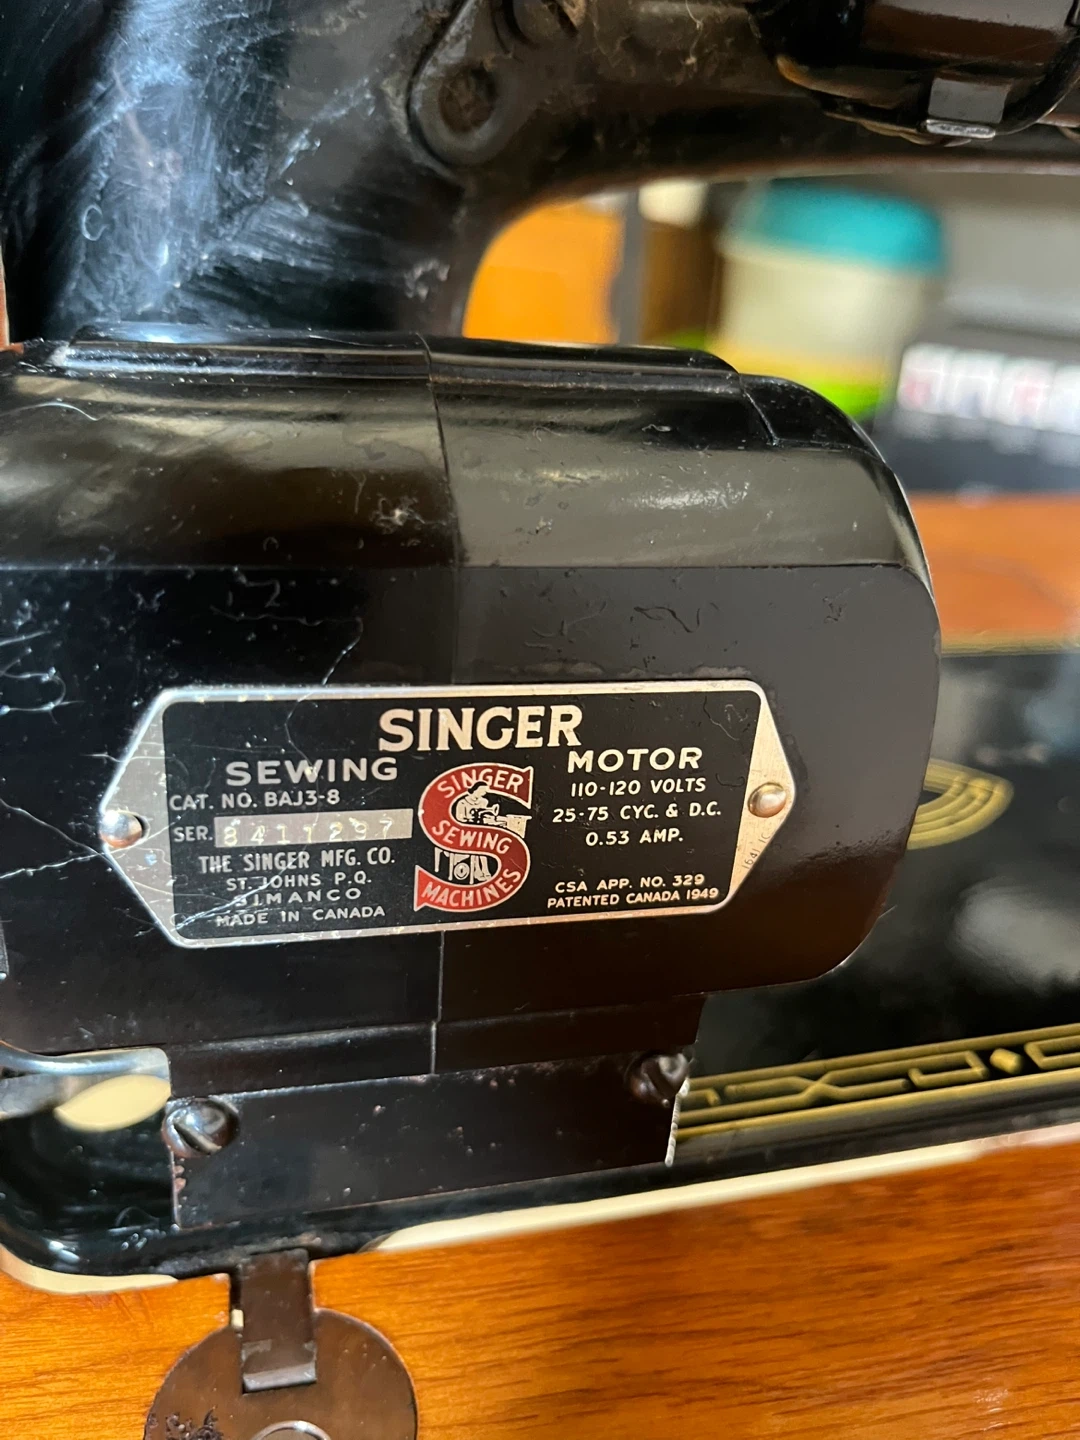 SINGER
SEWING
CAT. NO. BAJ3-8
SER. 8411297
THE SINGER MFG. CO.
ST. JOHNS P.Q.
SIMANCO
MADE IN CANADA
SINGER
SEWING
MACHINES
MOTOR
110-120 VOLTS
25-75 CYC. & D.C.
0.53 AMP.
CSA APP. NO. 329
PATENTED CANADA 1949